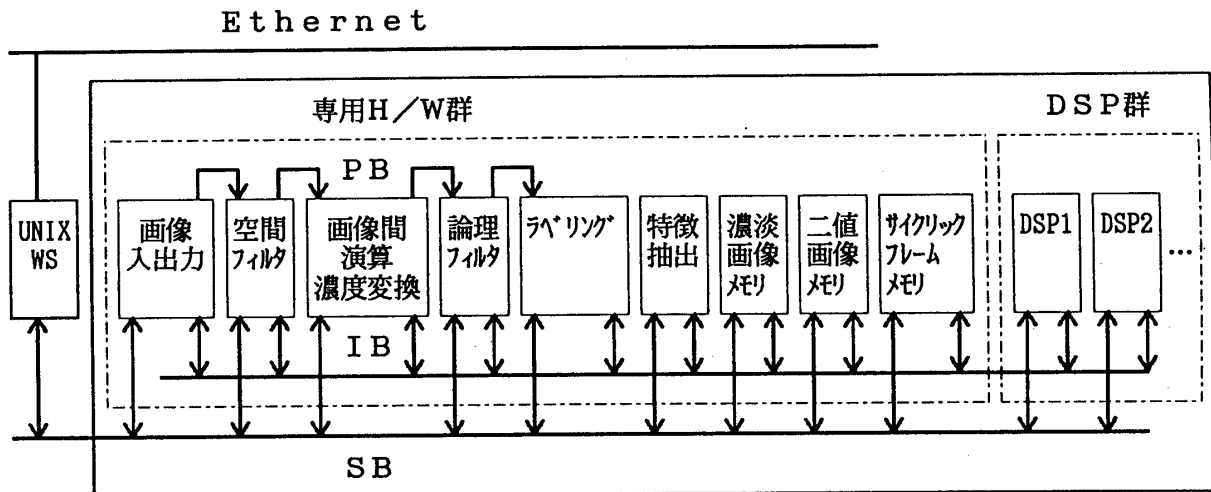 Ethernet
専用H/W群
DSP群
PB
UNIX
WS
画像
入出力
空間
フィルタ
画像間
演算
濃度変換
論理
フィルタ
ラベリング
特徴
抽出
濃淡
画像
メモリ
二値
画像
メモリ
サイクリック
フレーム
メモリ
DSP1
DSP2
...
IB
SB